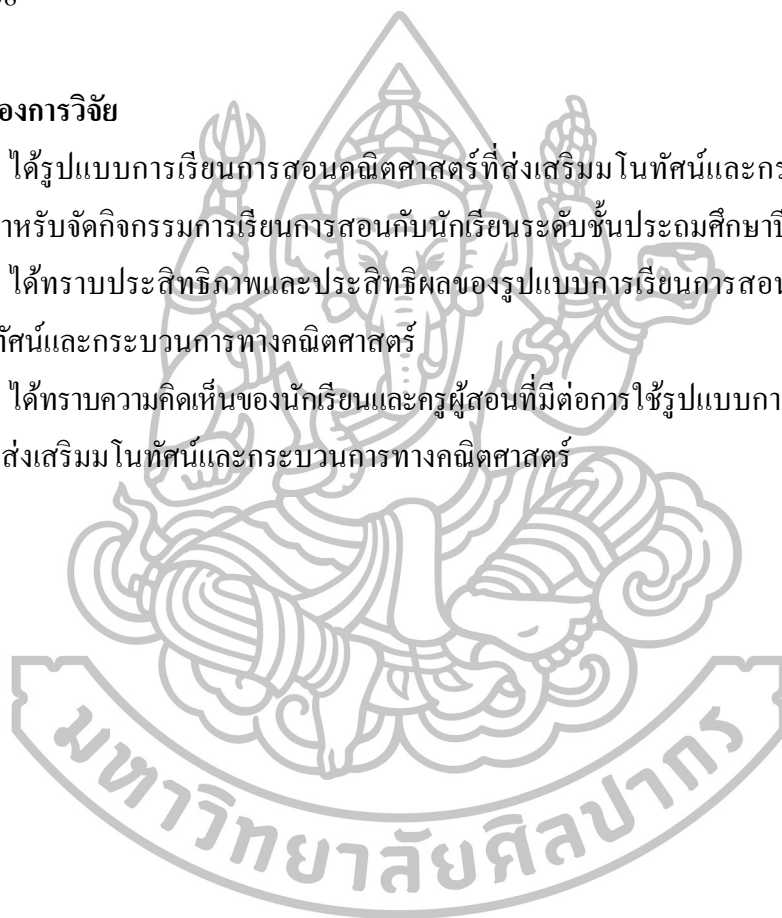 องการวิจัย
ได้รูปแบบการเรียนการสอนคณิตศาสตร์ที่ส่งเสริมมโนทัศน์และกร
าหรับจัดกิจกรรมการเรียนการสอนกับนักเรียนระดับชั้นประถมศึกษาปี
ได้ทราบประสิทธิภาพและประสิทธิผลของรูปแบบการเรียนการสอน
ทัศน์และกระบวนการทางคณิตศาสตร์
ได้ทราบความคิดเห็นของนักเรียนและครูผู้สอนที่มีต่อการใช้รูปแบบกา
ส่งเสริมมโนทัศน์และกระบวนการทางคณิตศาสตร์
มหาวิทยาลัยศิลปากร